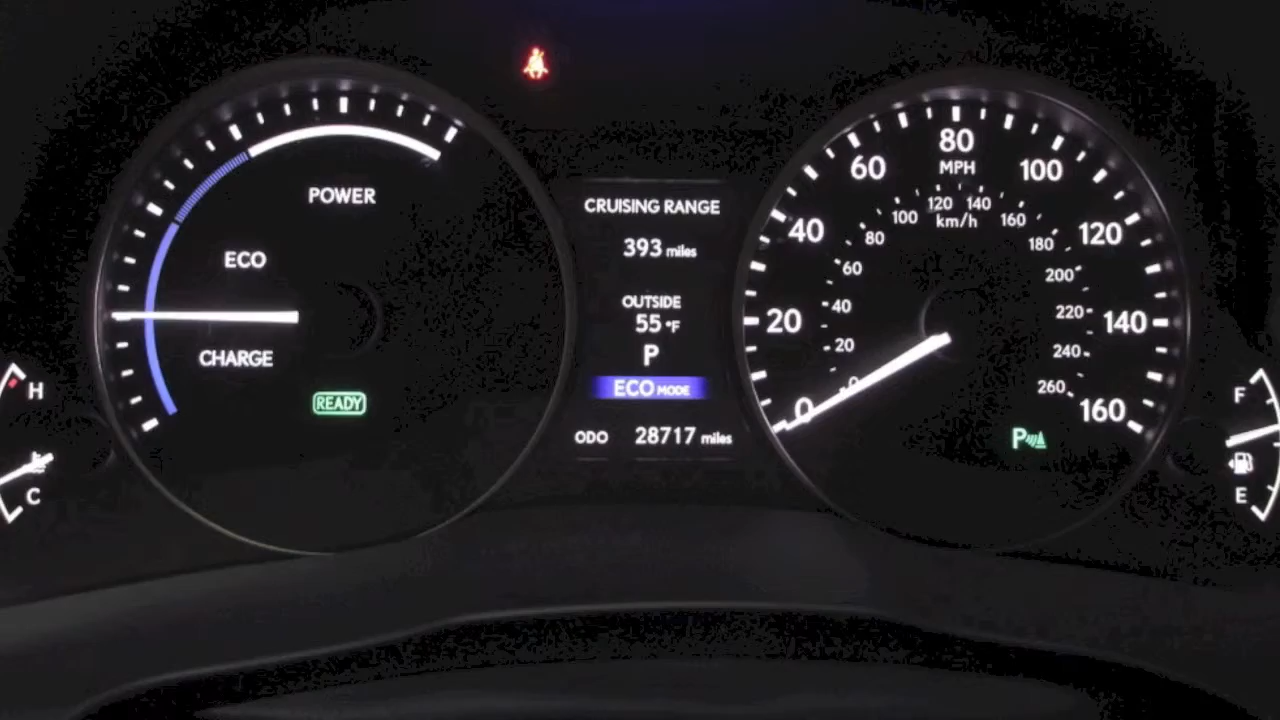 POWER
ECO
CHARGE
READY
H
C
CRUISING RANGE
393 miles
OUTSIDE
55 °F
P
ECO MODE
ODO 28717 miles
0
20
40
60
80
100
120
140
160
MPH
0
20
40
60
80
100
120
140
160
180
200
220
240
260
km/h
P
F
E